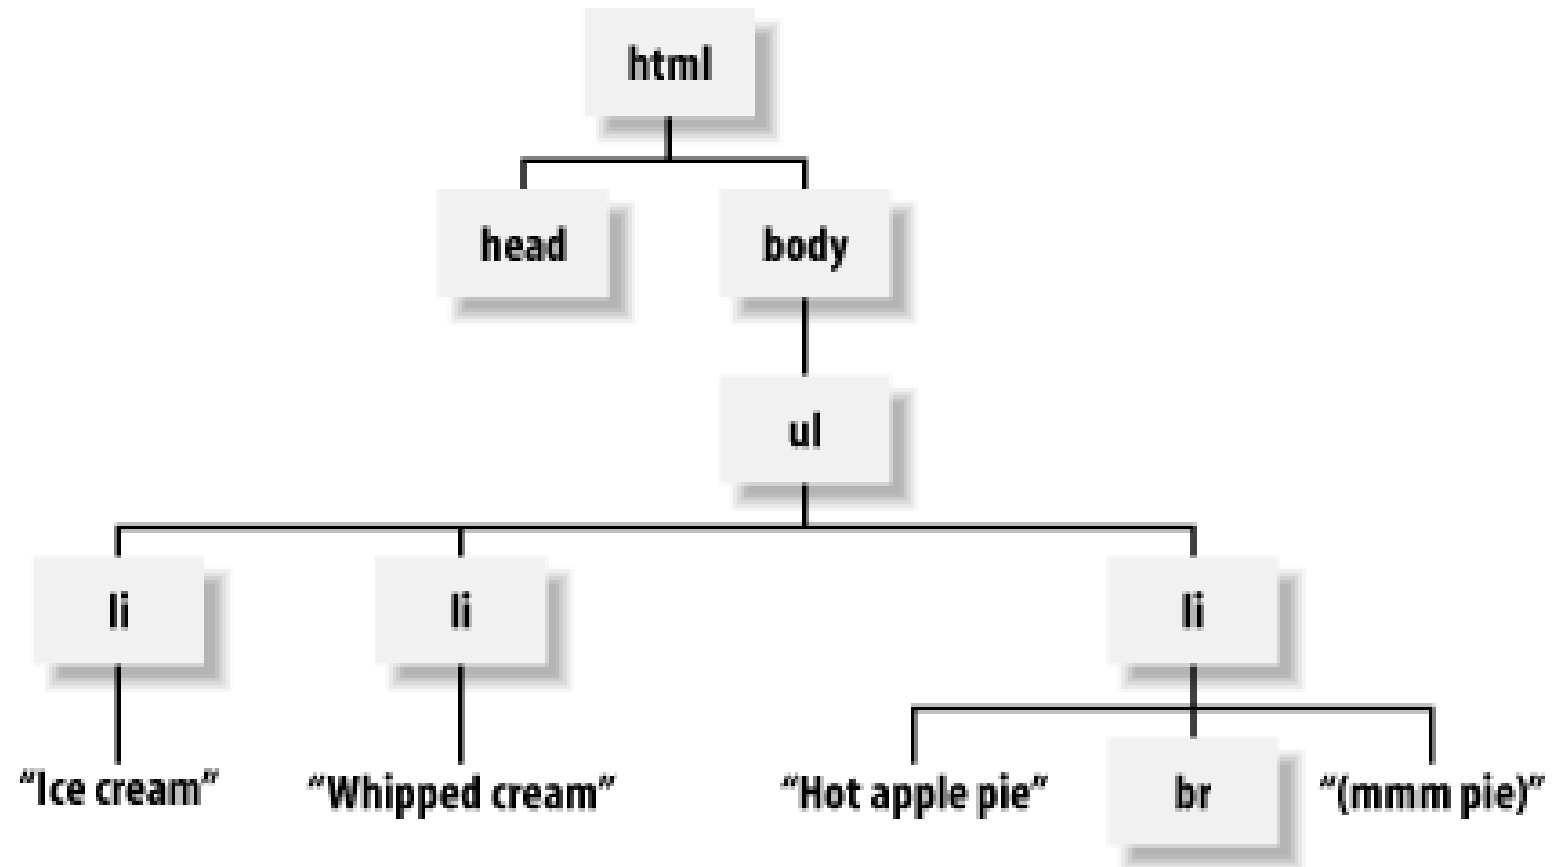 html
head
body
ul
li
li
li
“Ice cream”
“Whipped cream”
“Hot apple pie”
br
“(mmm pie)”